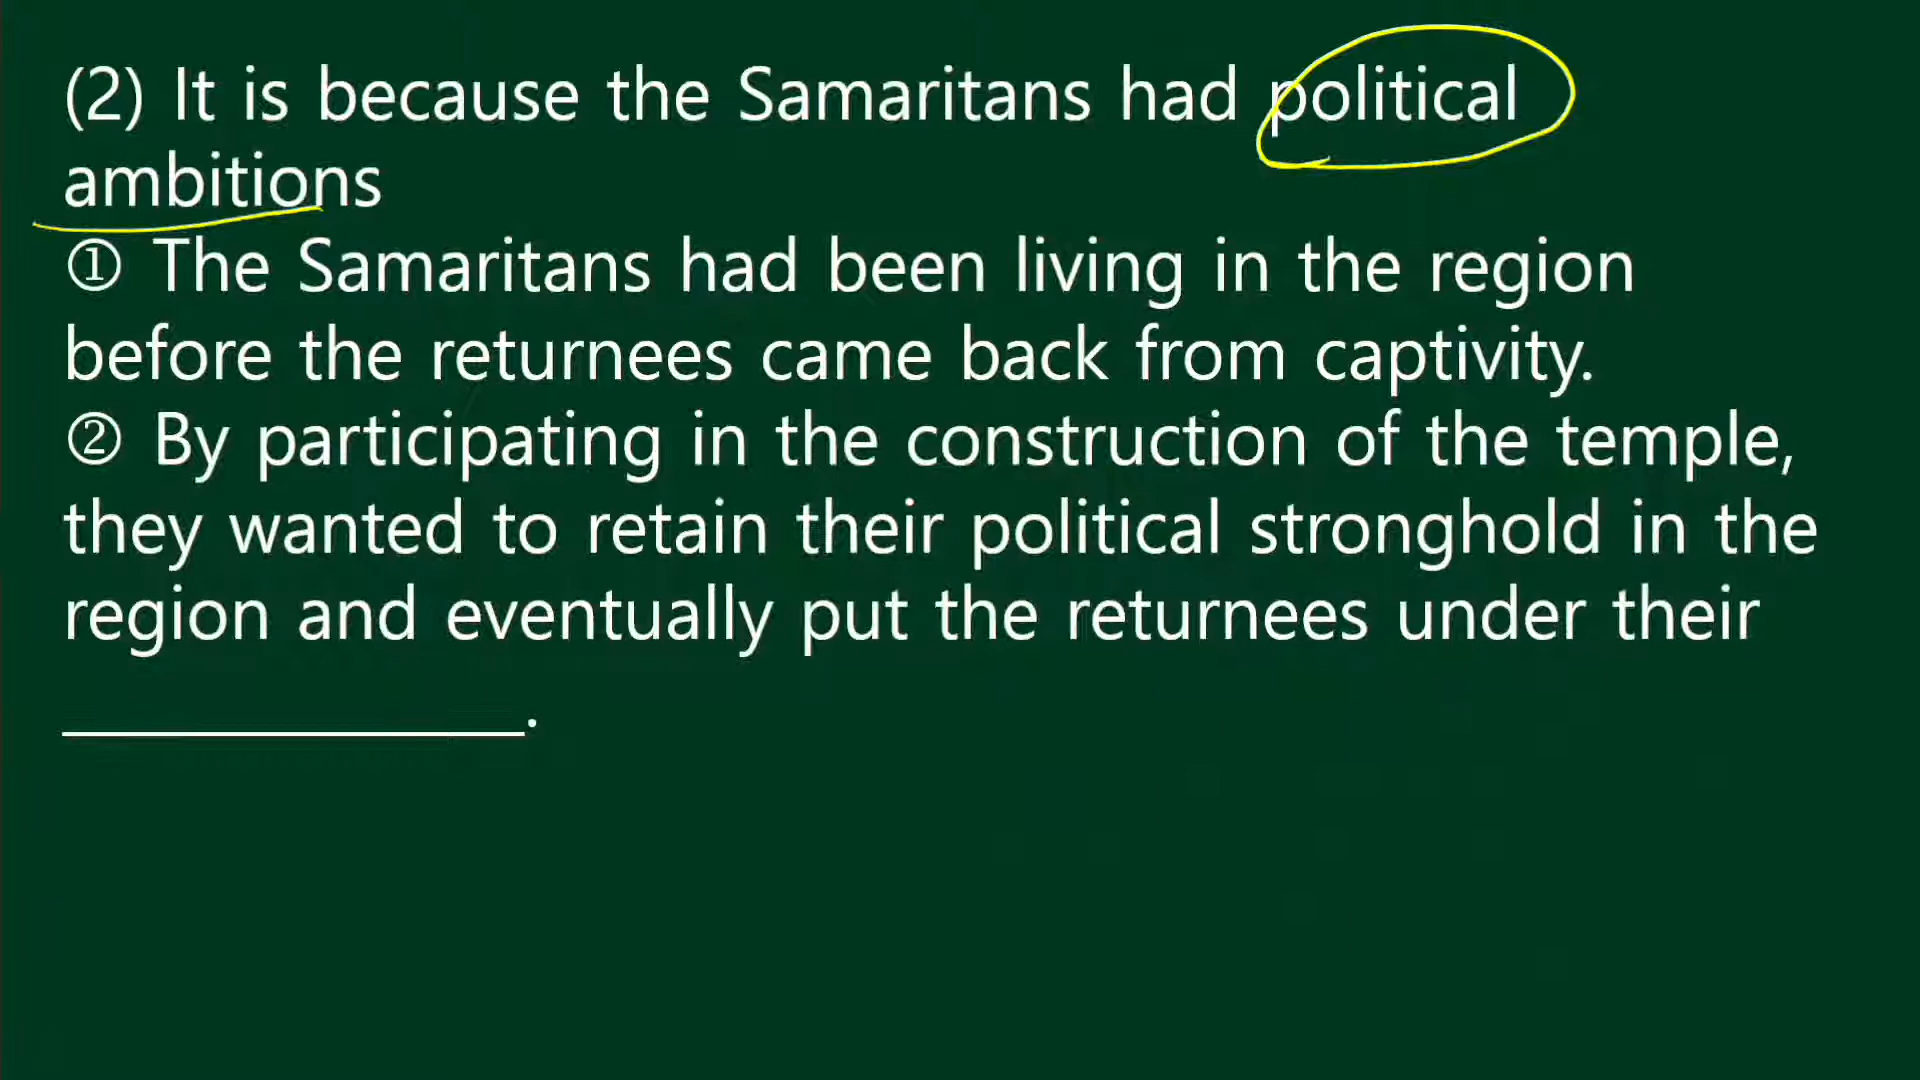 (2) It is because the Samaritans had political
ambitions
① The Samaritans had been living in the region
before the returnees came back from captivity.
② By participating in the construction of the temple,
they wanted to retain their political stronghold in the
region and eventually put the returnees under their
______________.